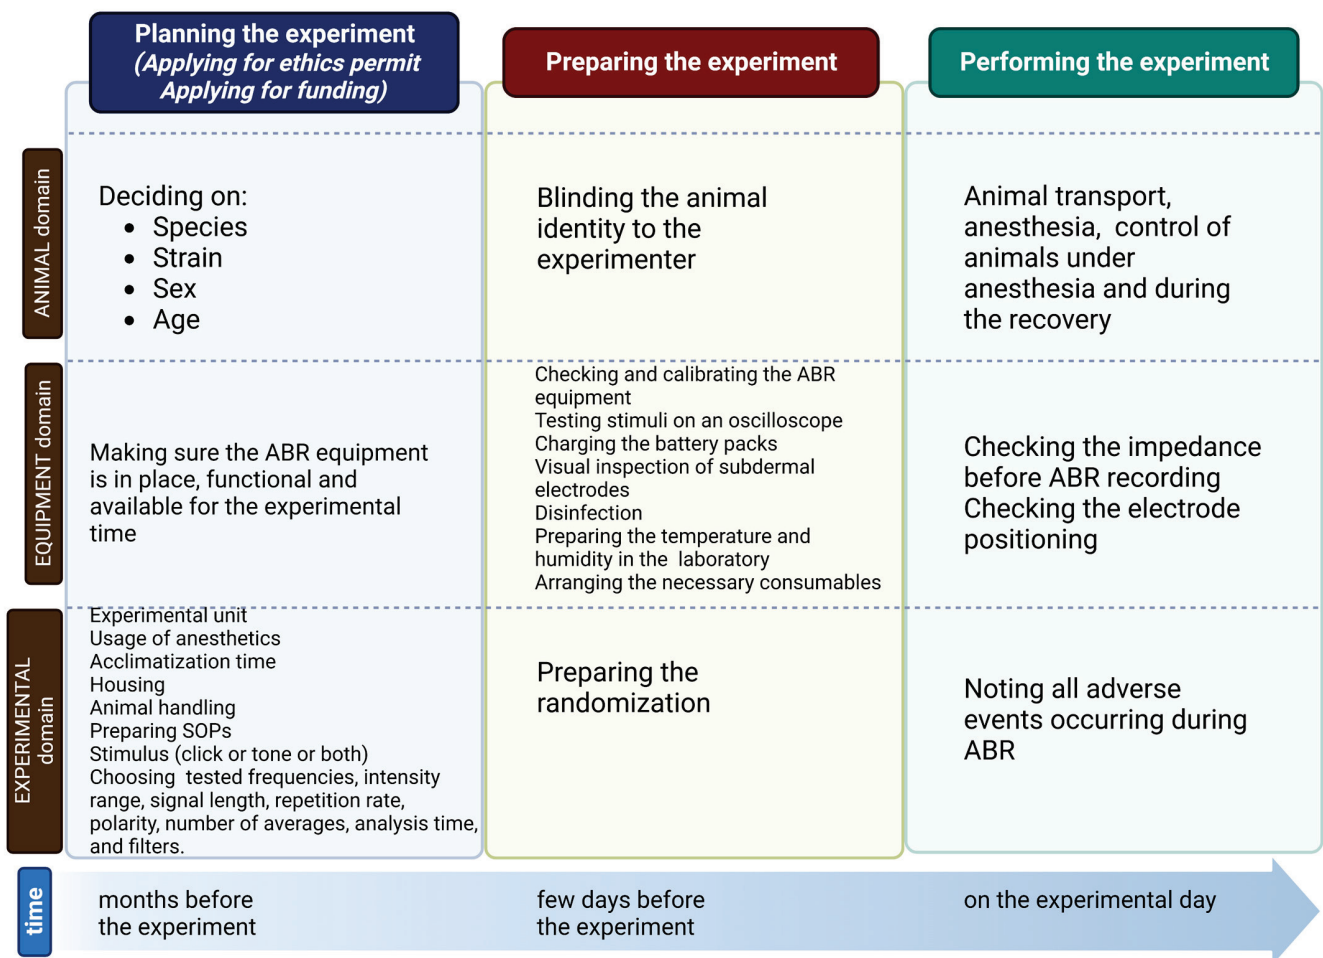 Planning the experiment
(Applying for ethics permit
Applying for funding)
Preparing the experiment
Performing the experiment
ANIMAL domain
Deciding on:
• Species
• Strain
• Sex
• Age
Blinding the animal
identity to the
experimenter
Animal transport,
anesthesia, control of
animals under
anesthesia and during
the recovery
EQUIPMENT domain
Making sure the ABR equipment
is in place, functional and
available for the experimental
time
Checking and calibrating the ABR
equipment
Testing stimuli on an oscilloscope
Charging the battery packs
Visual inspection of subdermal
electrodes
Disinfection
Preparing the temperature and
humidity in the laboratory
Arranging the necessary consumables
Checking the impedance
before ABR recording
Checking the electrode
positioning
EXPERIMENTAL
domain
Experimental unit
Usage of anesthetics
Acclimatization time
Housing
Animal handling
Preparing SOPs
Stimulus (click or tone or both)
Choosing tested frequencies, intensity
range, signal length, repetition rate,
polarity, number of averages, analysis time,
and filters.
Preparing the
randomization
Noting all adverse
events occurring during
ABR
time
months before
the experiment
few days before
the experiment
on the experimental day